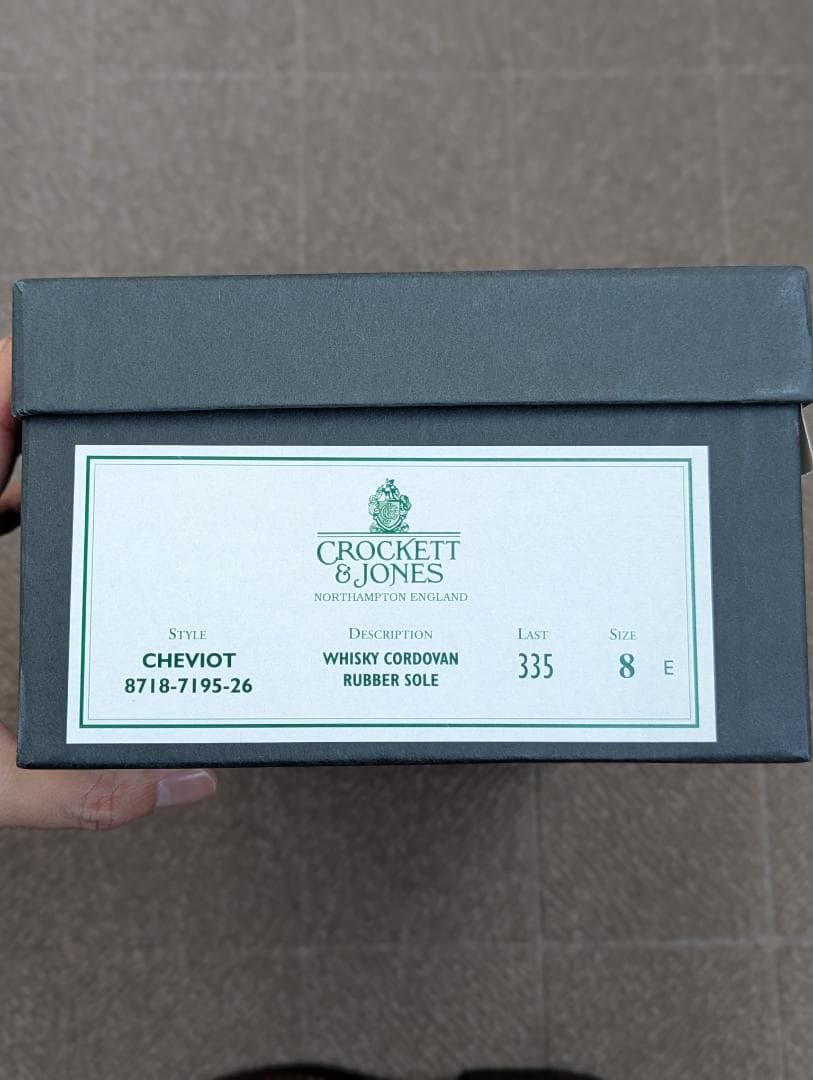 CROCKETT
& JONES
NORTHAMPTON ENGLAND
STYLE DESCRIPTION LAST SIZE
CHEVIOT WHISKY CORDOVAN 335 8 E
8718-7195-26 RUBBER SOLE